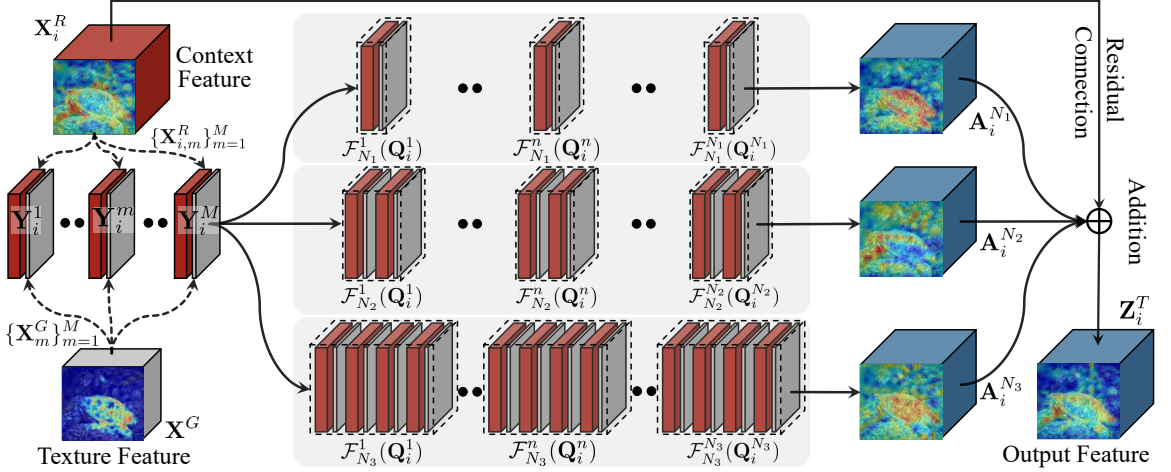 X_i^R
Context
Feature
{X_{i,m}^R}_{m=1}^M
Y_i^1
Y_i^m
Y_i^M
{X_m^G}_{m=1}^M
X^G
Texture Feature
F_{N_1}^1(Q_i^1)
F_{N_1}^n(Q_i^n)
F_{N_1}^{N_1}(Q_i^{N_1})
F_{N_2}^1(Q_i^1)
F_{N_2}^n(Q_i^n)
F_{N_2}^{N_2}(Q_i^{N_2})
F_{N_3}^1(Q_i^1)
F_{N_3}^n(Q_i^n)
F_{N_3}^{N_3}(Q_i^{N_3})
A_i^{N_1}
A_i^{N_2}
A_i^{N_3}
Residual
Connection
Addition
Z_i^T
Output Feature